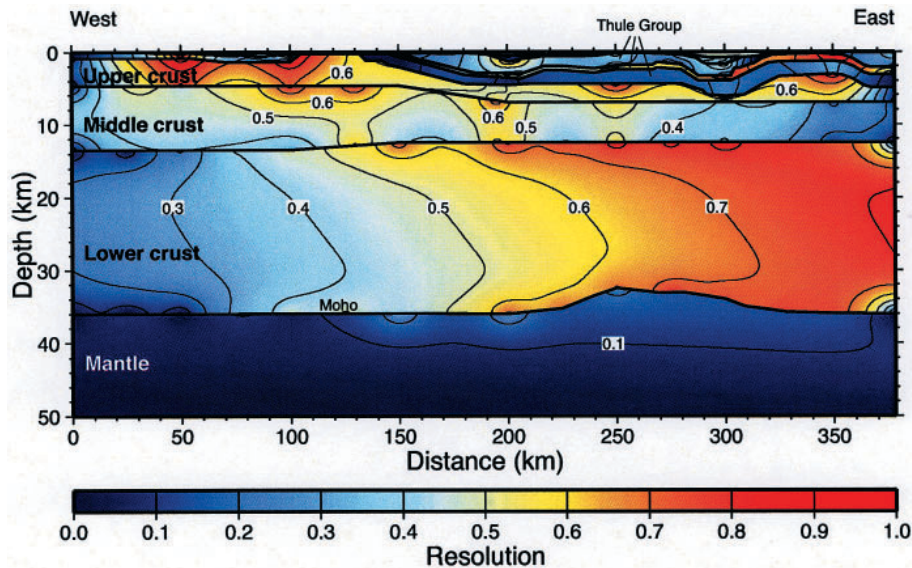 West East
Thule Group
0
Upper crust 0.6 0.6
0.6
10 Middle crust 0.5 0.6 0.5 0.4
20
0.3 0.4 0.5 0.6 0.7
Depth (km)
30 Lower crust
Moho
40 Mantle 0.1
50
0 50 100 150 200 250 300 350
Distance (km)
0.0 0.1 0.2 0.3 0.4 0.5 0.6 0.7 0.8 0.9 1.0
Resolution